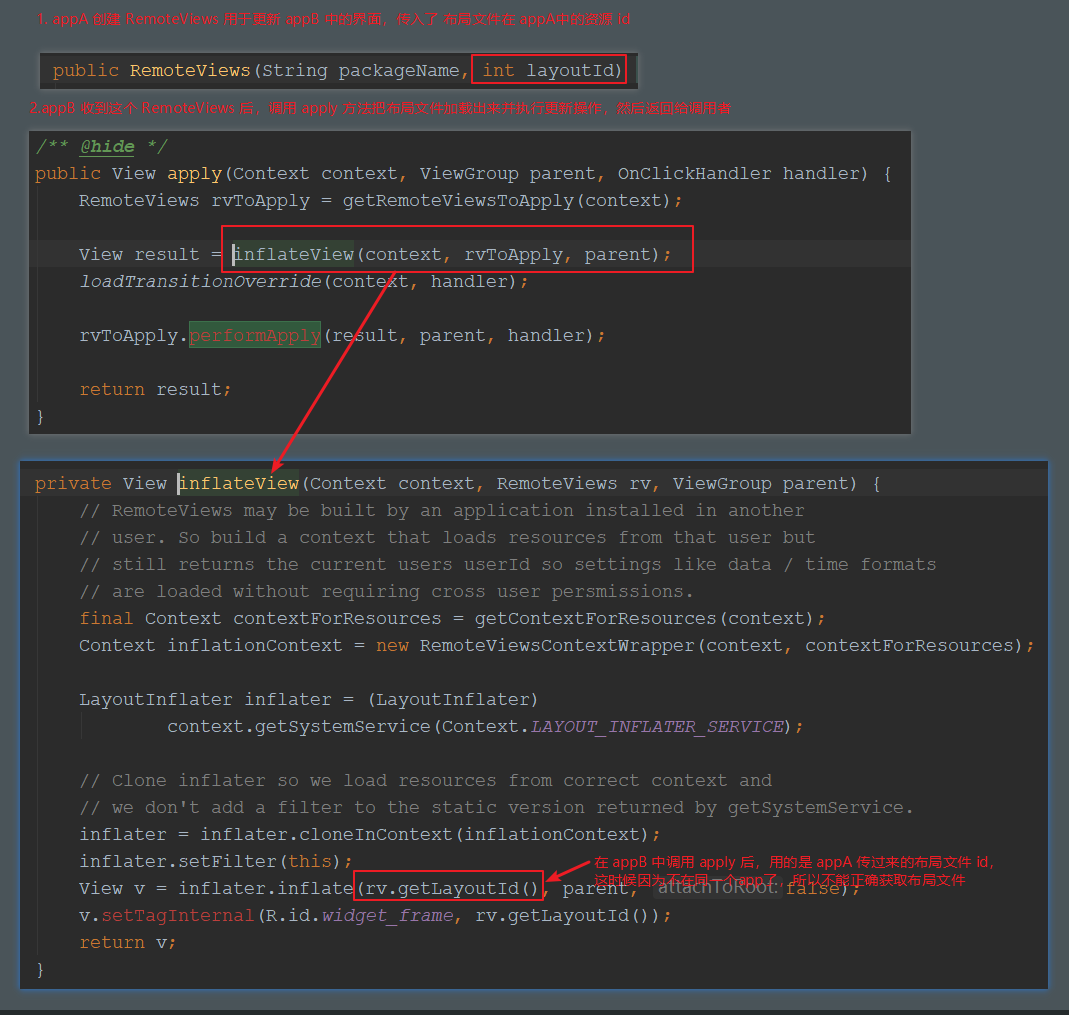 1. appA 创建 RemoteViews 用于更新 appB 中的界面，传入了 布局文件在 appA中的资源 id
public RemoteViews(String packageName, int layoutId)
2.appB 收到这个 RemoteViews 后，调用 apply 方法把布局文件加载出来并执行更新操作，然后返回给调用者
/** @hide */
public View apply(Context context, ViewGroup parent, OnClickHandler handler) {
RemoteViews rvToApply = getRemoteViewsToApply(context);
View result = inflateView(context, rvToApply, parent);
loadTransitionOverride(context, handler);
rvToApply.performApply(result, parent, handler);
return result;
}
private View inflateView(Context context, RemoteViews rv, ViewGroup parent) {
// RemoteViews may be built by an application installed in another
// user. So build a context that loads resources from that user but
// still returns the current users userId so settings like data / time formats
// are loaded without requiring cross user persmissions.
final Context contextForResources = getContextForResources(context);
Context inflationContext = new RemoteViewsContextWrapper(context, contextForResources);
LayoutInflater inflater = (LayoutInflater)
context.getSystemService(Context.LAYOUT_INFLATER_SERVICE);
// Clone inflater so we load resources from correct context and
// we don't add a filter to the static version returned by getSystemService.
inflater = inflater.cloneInContext(inflationContext);
inflater.setFilter(this);
在 appB 中调用 apply 后，用的是 appA 传过来的布局文件 id，
这时候因为不在同一个app了，所以不能正确获取布局文件
View v = inflater.inflate(rv.getLayoutId(), parent, attachToRoot: false);
v.setTagInternal(R.id.widget_frame, rv.getLayoutId());
return v;
}